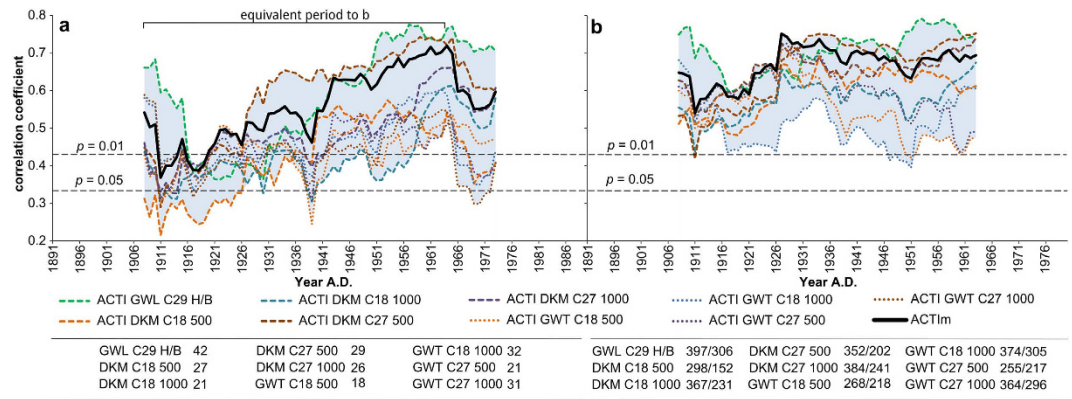 a
equivalent period to b
b
correlation coefficient
0.8
0.7
0.6
0.5
0.4
0.3
0.2
p = 0.01
p = 0.05
p = 0.01
p = 0.05
1891 1896 1901 1906 1911 1916 1921 1926 1931 1936 1941 1946 1951 1956 1961 1966 1971 1976 1981 1986
1891 1896 1901 1906 1911 1916 1921 1926 1931 1936 1941 1946 1951 1956 1961 1966 1971 1976
Year A.D. Year A.D.
ACTI GWL C29 H/B ACTI DKM C18 1000 ACTI DKM C27 1000 ACTI GWT C18 1000 ACTI GWT C27 1000
ACTI DKM C18 500 ACTI DKM C27 500 ACTI GWT C18 500 ACTI GWT C27 500 ACTIm
GWL C29 H/B 42 DKM C27 500 29 GWT C18 1000 32
DKM C18 500 27 DKM C27 1000 26 GWT C27 500 21
DKM C18 1000 21 GWT C18 500 18 GWT C27 1000 31
GWL C29 H/B 397/306 DKM C27 500 352/202 GWT C18 1000 374/305
DKM C18 500 298/152 DKM C27 1000 384/241 GWT C27 500 255/217
DKM C18 1000 367/231 GWT C18 500 268/218 GWT C27 1000 364/296